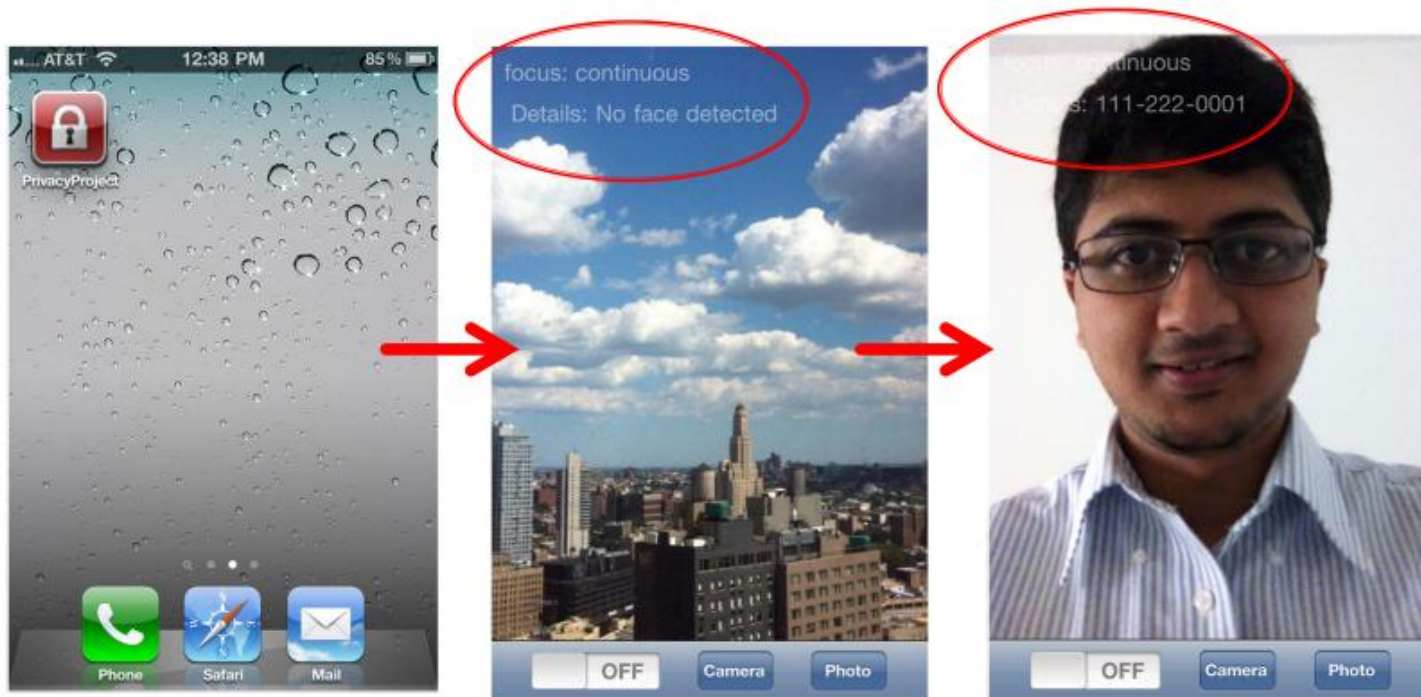 AT&T 12:38 PM 85%
PrivacyProject
Phone Safari Mail
focus: continuous
Details: No face detected
OFF Camera Photo
continuous
111-222-0001
OFF Camera Photo